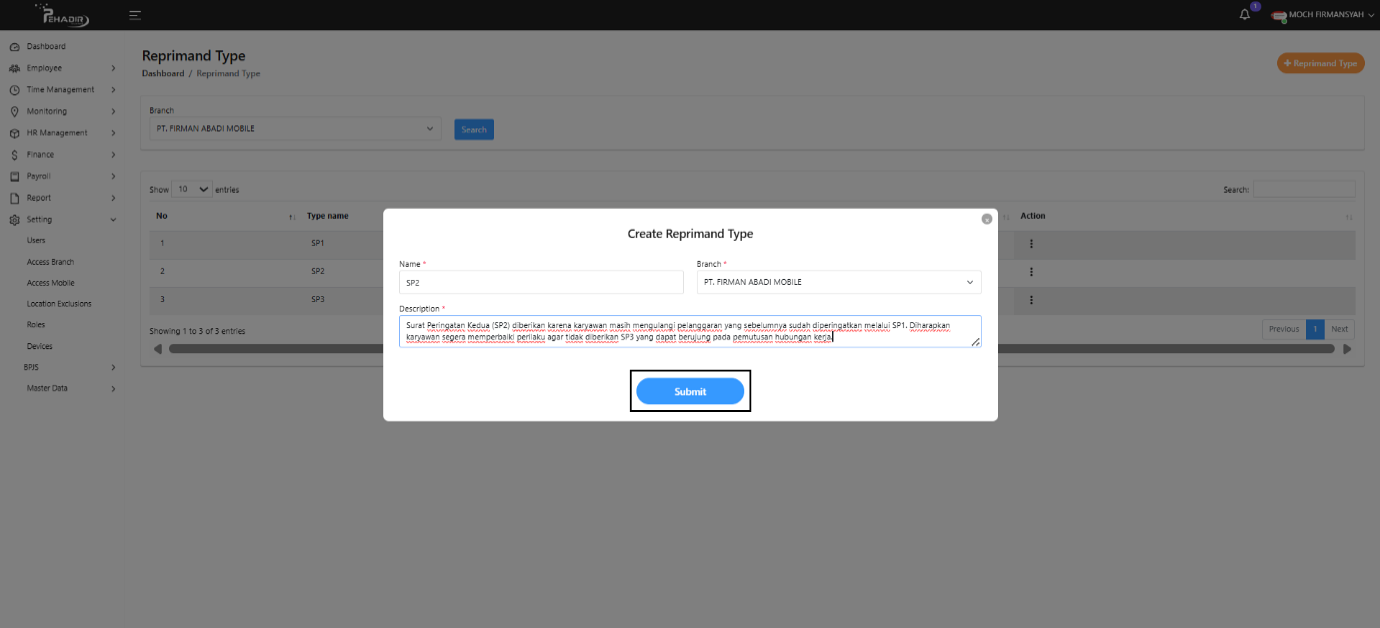 PEHADIR
1
MOCH FIRMANSYAH
Dashboard
Employee
Time Management
Monitoring
HR Management
Finance
Payroll
Report
Setting
Users
Access Branch
Access Mobile
Location Exclusions
Roles
Devices
BPJS
Master Data
Reprimand Type
Dashboard / Reprimand Type
+ Reprimand Type
Branch
PT. FIRMAN ABADI MOBILE
Search
Show 10 entries
Search:
No Type name Action
1 SP1
2 SP2
3 SP3
Showing 1 to 3 of 3 entries
Previous 1 Next
Create Reprimand Type
Name * Branch *
SP2 PT. FIRMAN ABADI MOBILE
Description *
Surat Peringatan Kedua (SP2) diberikan karena karyawan masih mengulangi pelanggaran yang sebelumnya sudah diperingatkan melalui SP1. Diharapkan
karyawan segera memperbaiki perilaku agar tidak diberikan SP3 yang dapat berujung pada pemutusan hubungan kerja.
Submit